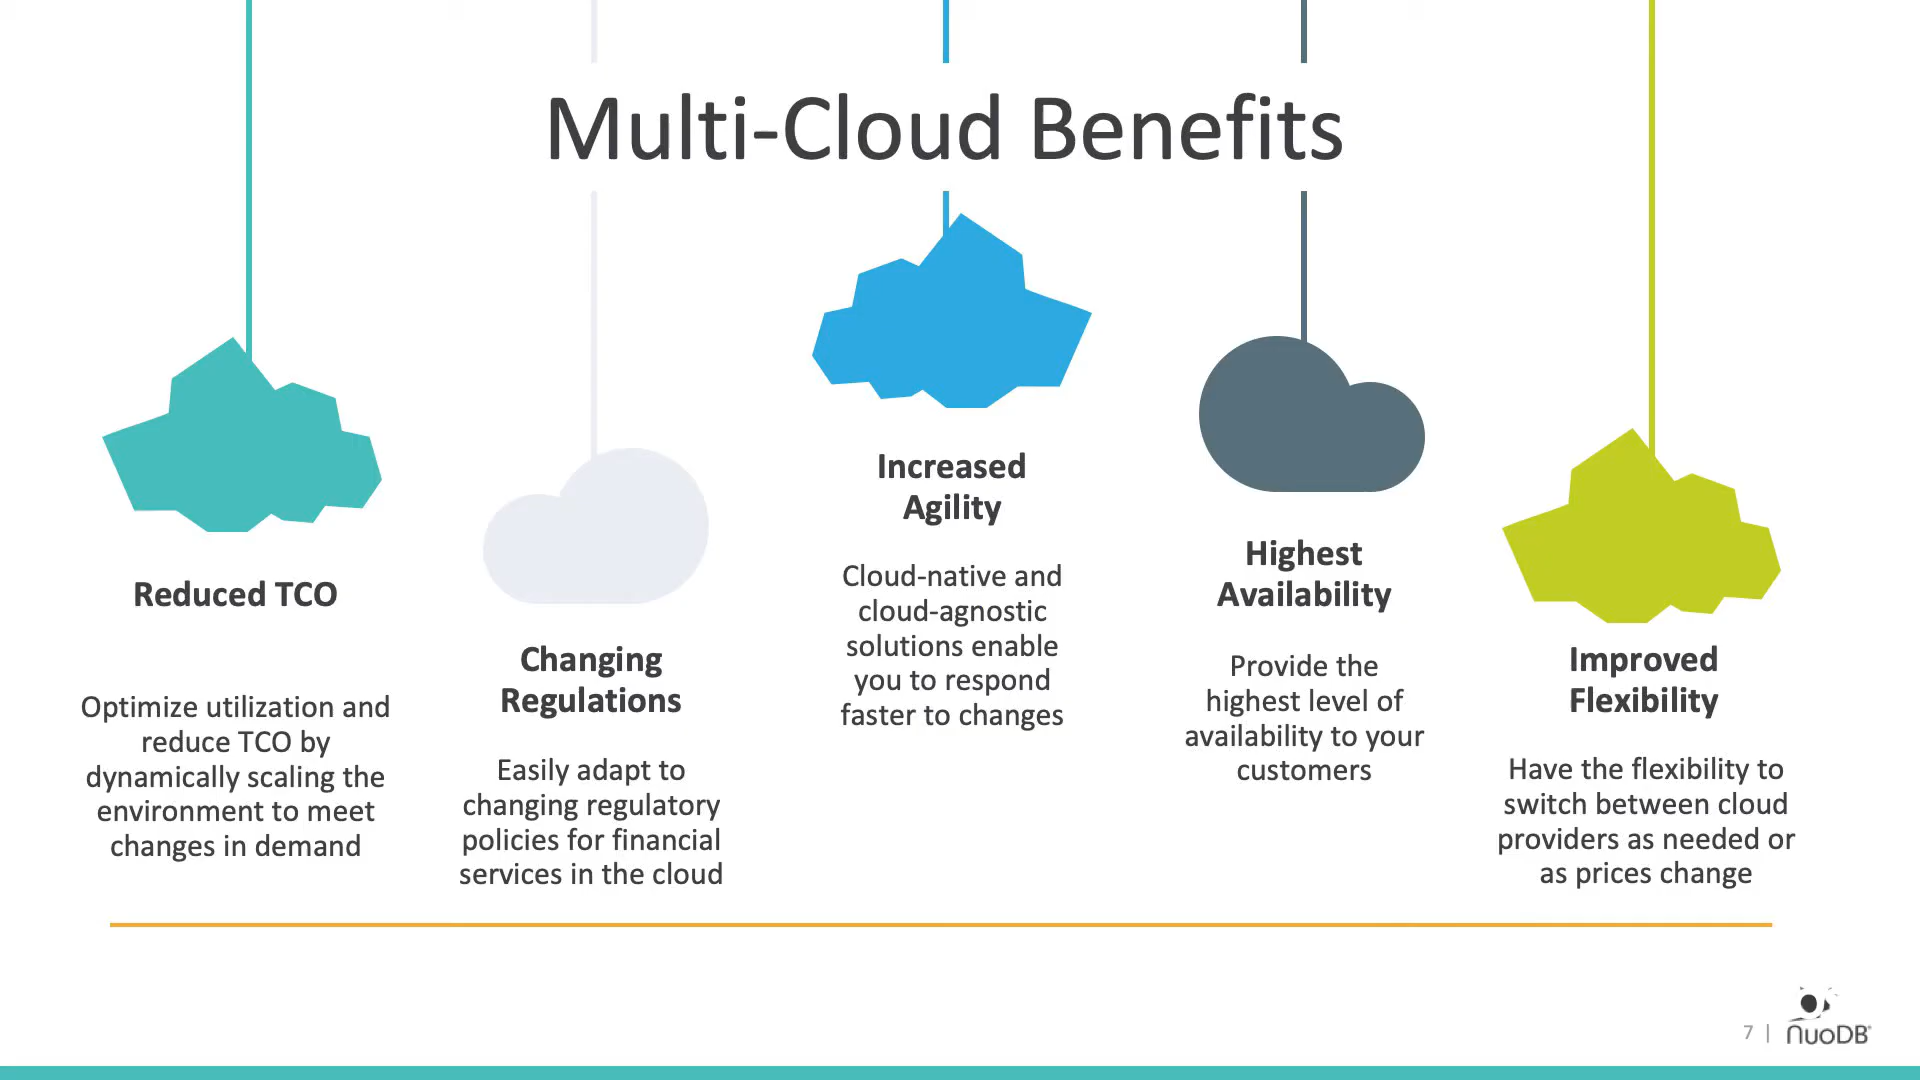 Multi-Cloud Benefits
Reduced TCO
Optimize utilization and
reduce TCO by
dynamically scaling the
environment to meet
changes in demand
Changing
Regulations
Easily adapt to
changing regulatory
policies for financial
services in the cloud
Increased
Agility
Cloud-native and
cloud-agnostic
solutions enable
you to respond
faster to changes
Highest
Availability
Provide the
highest level of
availability to your
customers
Improved
Flexibility
Have the flexibility to
switch between cloud
providers as needed or
as prices change
7 |
NuoDB